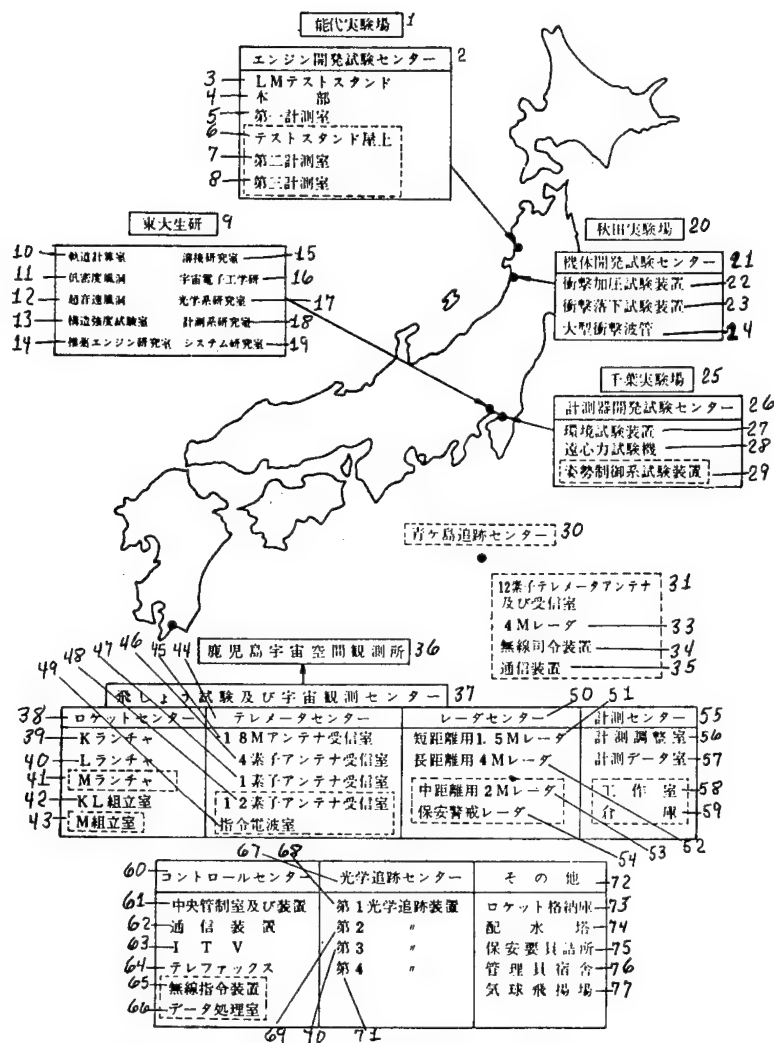 能代実験場 1
エンジン開発試験センター 2
3 LMテストスタンド
4 本部
5 第一計測室
6 テストスタンド屋上
7 第二計測室
8 第三計測室
東大生研 9
10 軌道計算室 溶接研究室 15
11 低密度風洞 宇宙電子工学研 16
12 超音速風洞 光学系研究室 17
13 構造強度試験室 計測系研究室 18
14 推進エンジン研究室 システム研究室 19
秋田実験場 20
機体開発試験センター 21
衝撃加圧試験装置 22
衝撃落下試験装置 23
大型衝撃波管 24
千葉実験場 25
計測器開発試験センター 26
環境試験装置 27
遠心力試験機 28
姿勢制御系試験装置 29
青ヶ島追跡センター 30
12素子テレメータアンテナ 31
及び受信室
4Mレーダ 33
無線司令装置 34
通信装置 35
鹿児島宇宙空間観測所 36
飛しょう試験及び宇宙観測センター 37
38 ロケットセンター
39 Kランチャ
40 Lランチャ
41 Mランチャ
42 KL組立室
43 M組立室
49 48 47 46 45 44
テレメータセンター
18Mアンテナ受信室
4素子アンテナ受信室
1素子アンテナ受信室
12素子アンテナ受信室
指令電波室
50 51
レーダセンター
短距離用1.5Mレーダ
長距離用4Mレーダ
中距離用2Mレーダ
保安警戒レーダ
54 53 52
計測センター 55
計測調整室 56
計測データ室 57
工作室 58
倉庫 59
60 コントロールセンター
61 中央管制室及び装置
62 通信装置
63 ITV
64 テレファックス
65 無線指令装置
66 データ処理室
67 68
光学追跡センター
第1光学追跡装置
第2 〃
第3 〃
第4 〃
69 70 71
その他 72
ロケット格納庫 73
配水塔 74
保安要員詰所 75
管理員宿舎 76
気球飛揚場 77